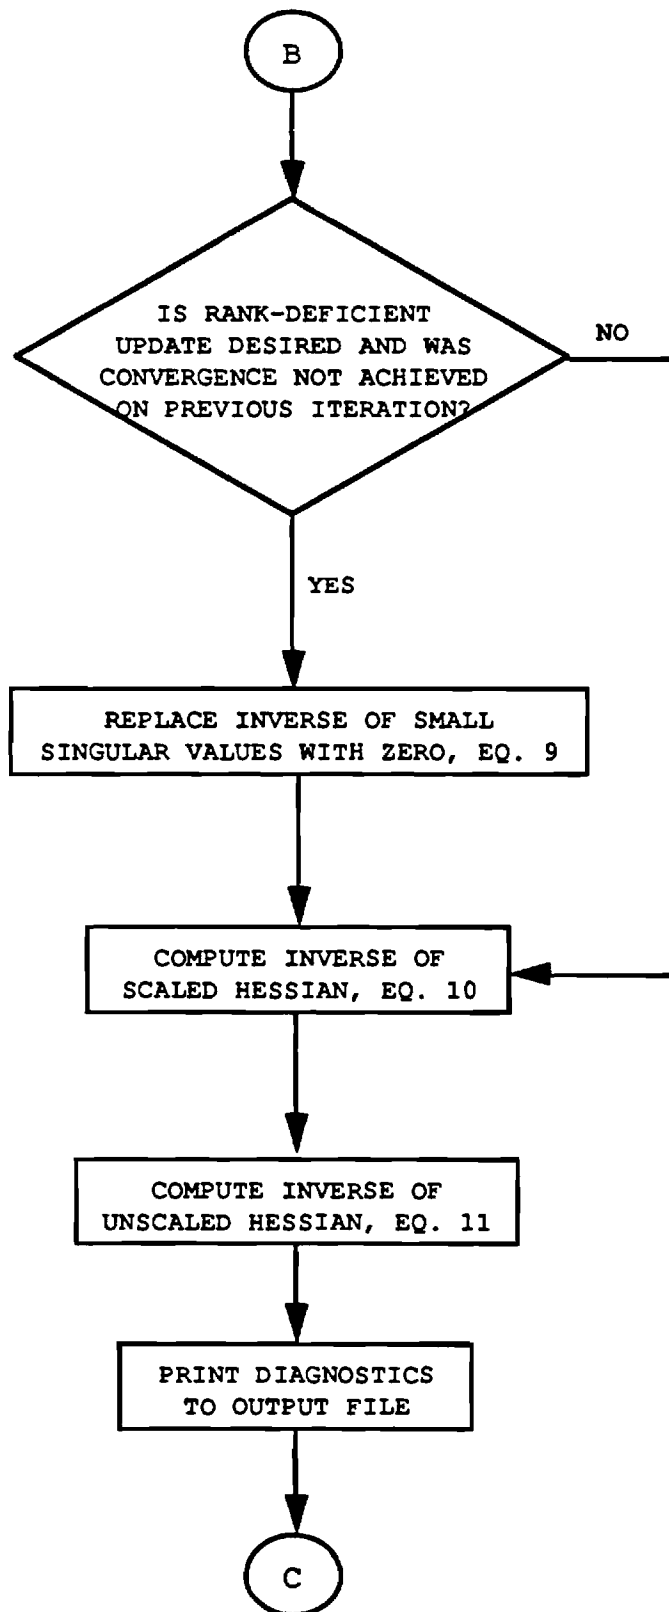 B
IS RANK-DEFICIENT
UPDATE DESIRED AND WAS
CONVERGENCE NOT ACHIEVED
ON PREVIOUS ITERATION?
NO
YES
REPLACE INVERSE OF SMALL
SINGULAR VALUES WITH ZERO, EQ. 9
COMPUTE INVERSE OF
SCALED HESSIAN, EQ. 10
COMPUTE INVERSE OF
UNSCALED HESSIAN, EQ. 11
PRINT DIAGNOSTICS
TO OUTPUT FILE
C